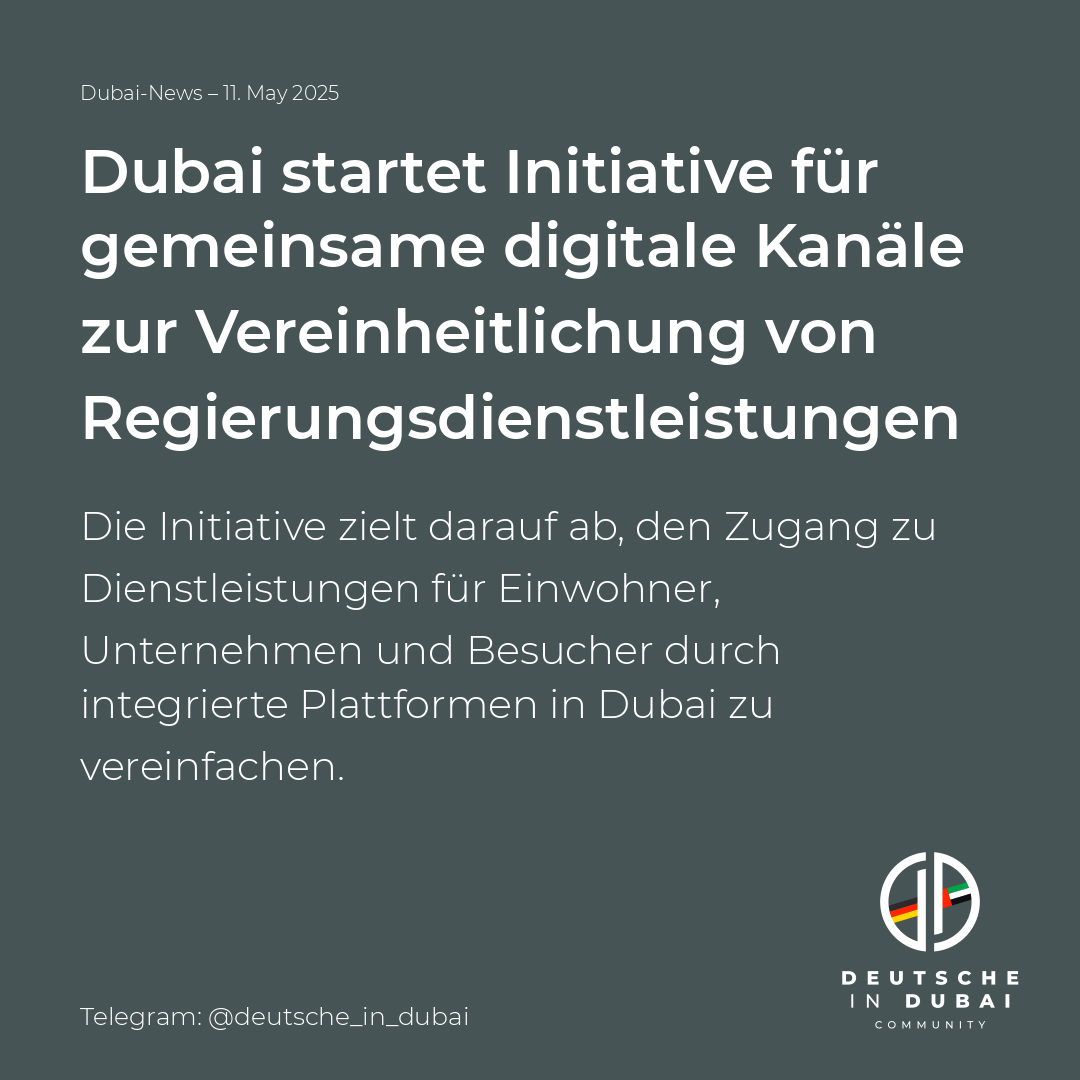 Dubai-News – 11. May 2025
Dubai startet Initiative für
gemeinsame digitale Kanäle
zur Vereinheitlichung von
Regierungsdienstleistungen
Die Initiative zielt darauf ab, den Zugang zu
Dienstleistungen für Einwohner,
Unternehmen und Besucher durch
integrierte Plattformen in Dubai zu
vereinfachen.
DEUTSCHE
IN DUBAI
COMMUNITY
Telegram: @deutsche_in_dubai